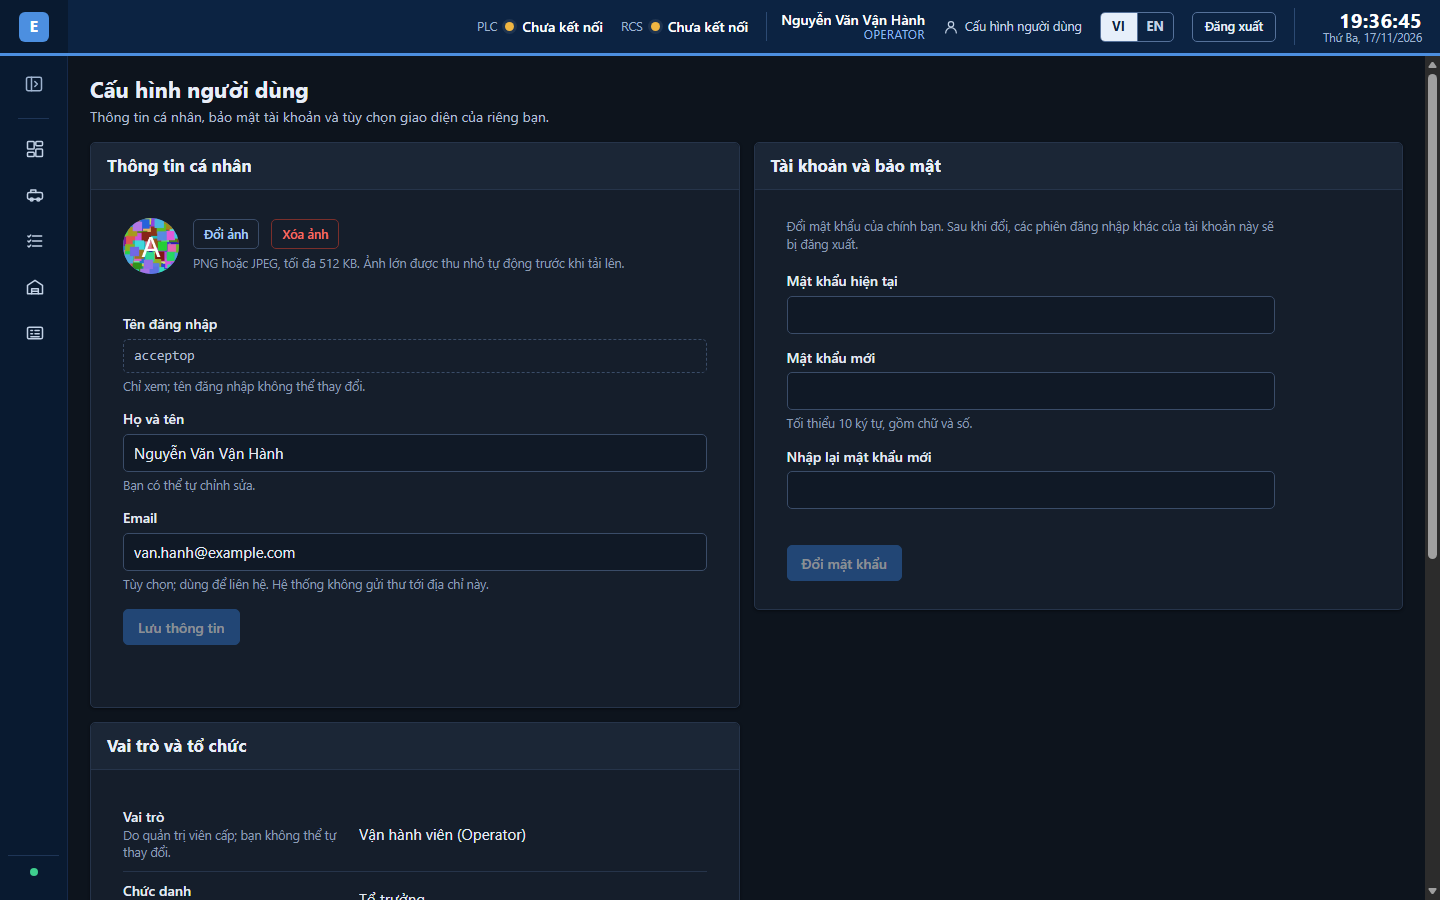 E
PLC Chưa kết nối RCS Chưa kết nối
Nguyễn Văn Vận Hành
OPERATOR
Cấu hình người dùng
VI EN
Đăng xuất
19:36:45
Thứ Ba, 17/11/2026
Cấu hình người dùng
Thông tin cá nhân, bảo mật tài khoản và tùy chọn giao diện của riêng bạn.
Thông tin cá nhân
A
Đổi ảnh Xóa ảnh
PNG hoặc JPEG, tối đa 512 KB. Ảnh lớn được thu nhỏ tự động trước khi tải lên.
Tên đăng nhập
acceptop
Chỉ xem; tên đăng nhập không thể thay đổi.
Họ và tên
Nguyễn Văn Vận Hành
Bạn có thể tự chỉnh sửa.
Email
van.hanh@example.com
Tùy chọn; dùng để liên hệ. Hệ thống không gửi thư tới địa chỉ này.
Lưu thông tin
Tài khoản và bảo mật
Đổi mật khẩu của chính bạn. Sau khi đổi, các phiên đăng nhập khác của tài khoản này sẽ
bị đăng xuất.
Mật khẩu hiện tại
Mật khẩu mới
Tối thiểu 10 ký tự, gồm chữ và số.
Nhập lại mật khẩu mới
Đổi mật khẩu
Vai trò và tổ chức
Vai trò
Do quản trị viên cấp; bạn không thể tự
thay đổi.
Vận hành viên (Operator)
Chức danh
Tổ trưởng